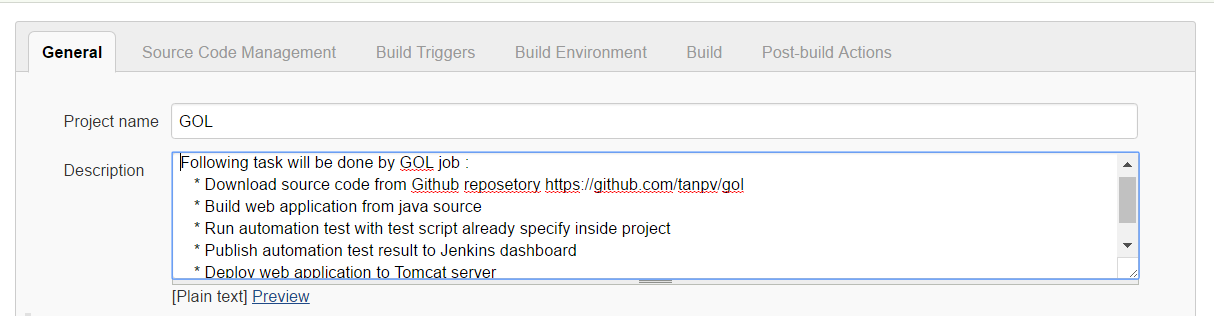 General Source Code Management Build Triggers Build Environment Build Post-build Actions
Project name GOL
Description Following task will be done by GOL job :
* Download source code from Github reposetory https://github.com/tanpv/gol
* Build web application from java source
* Run automation test with test script already specify inside project
* Publish automation test result to Jenkins dashboard
* Deploy web application to Tomcat server
[Plain text] Preview